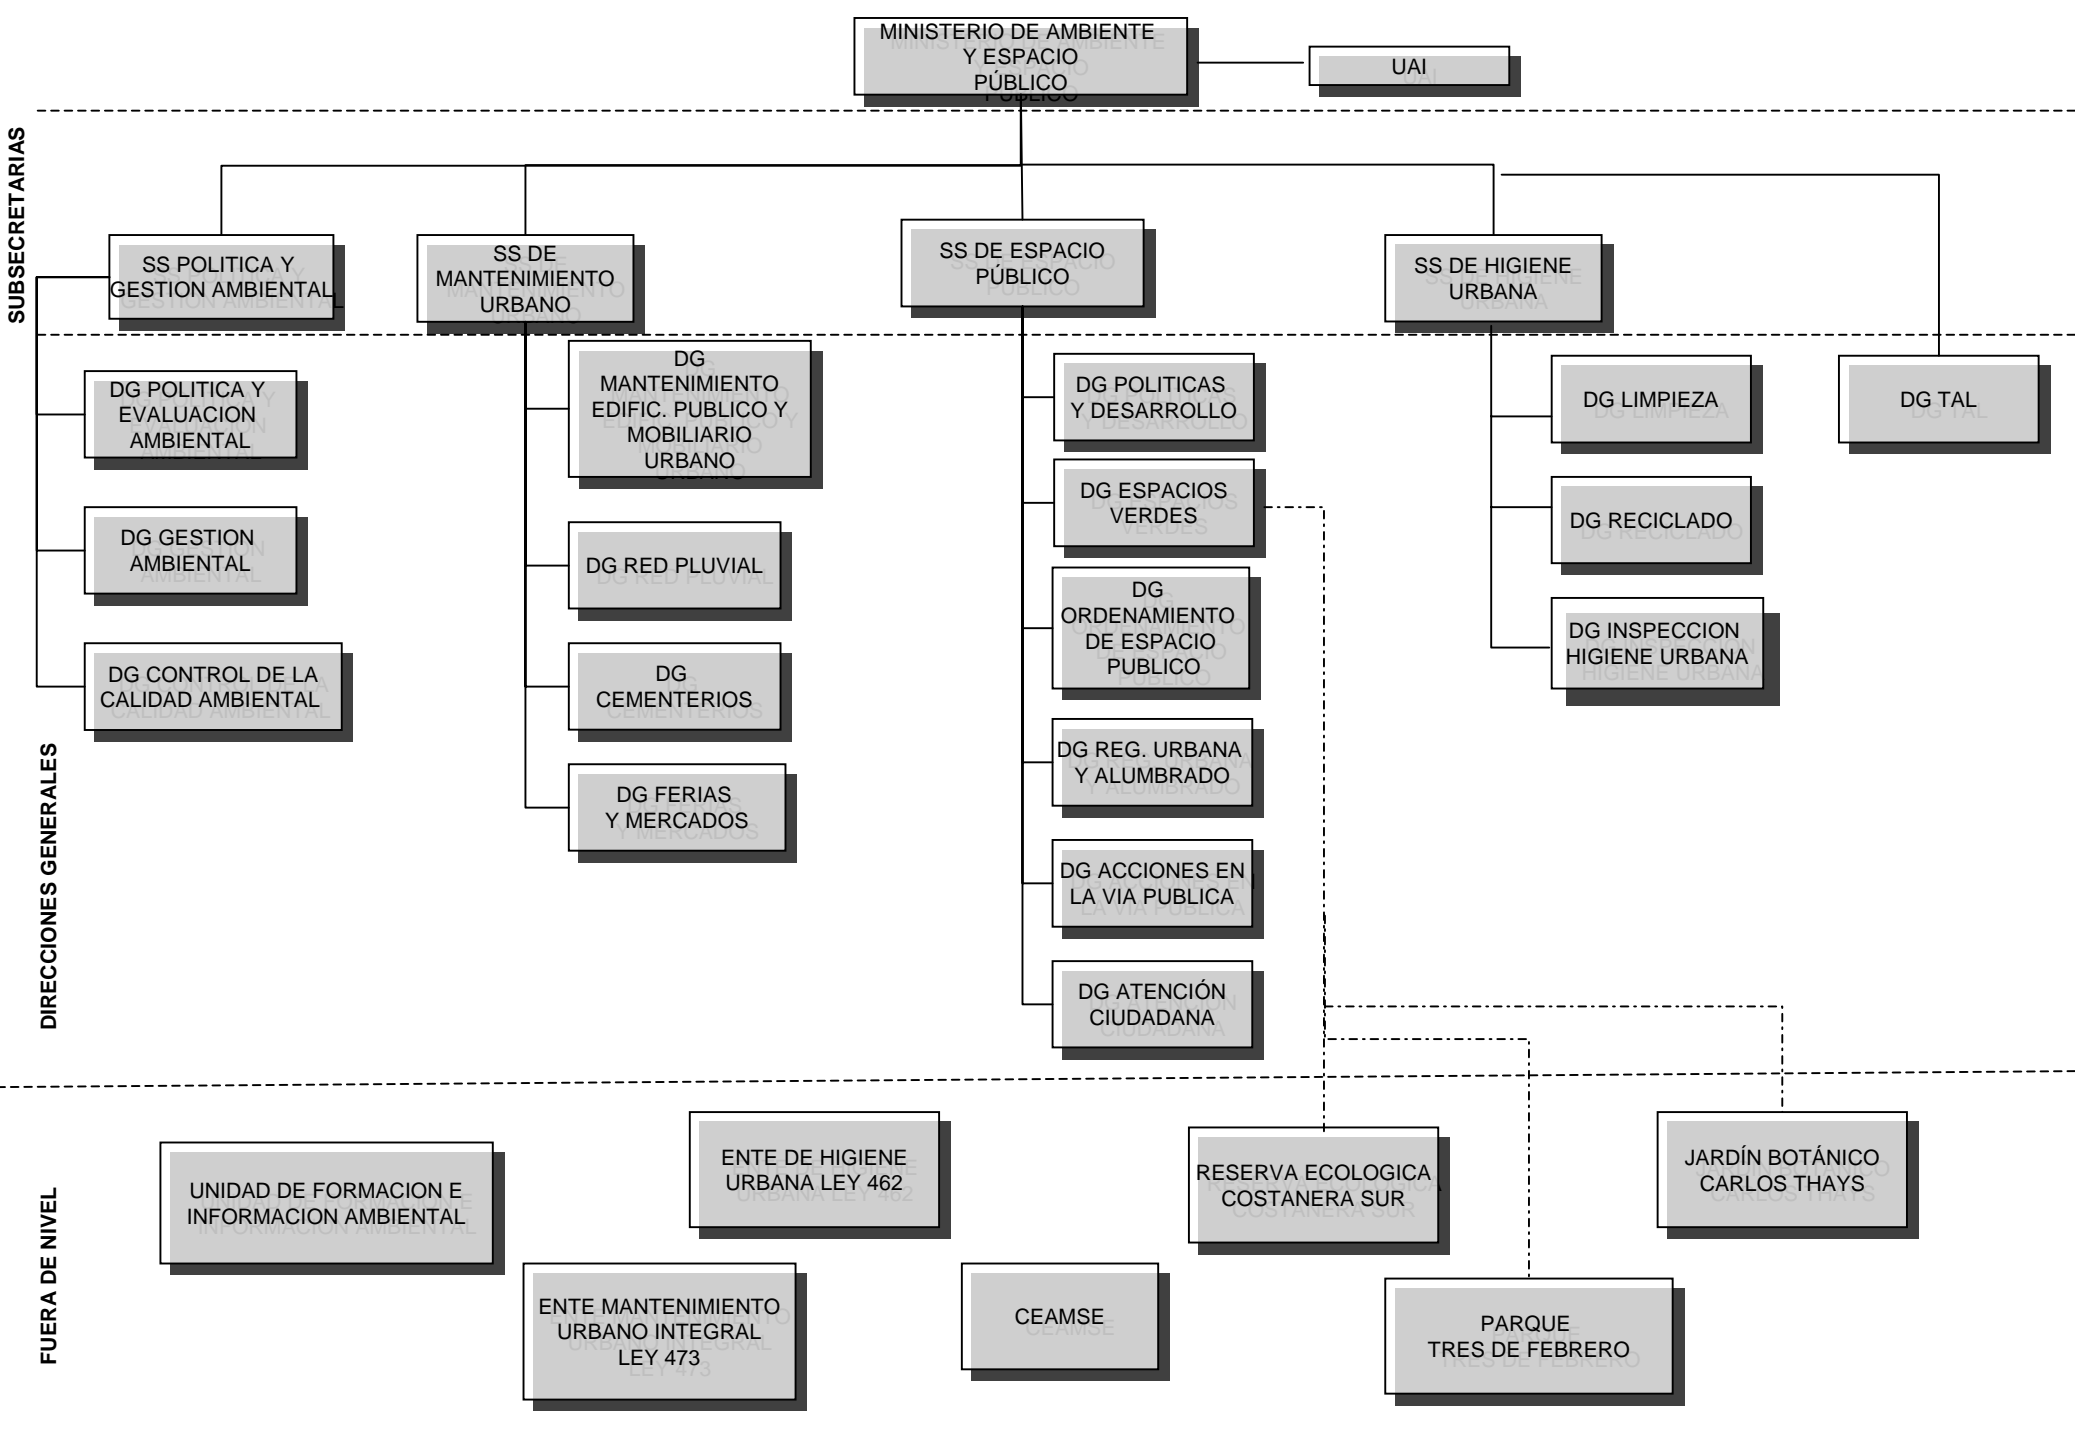 MINISTERIO DE AMBIENTE
Y ESPACIO
PÚBLICO
UAI
SUBSECRETARIAS
SS POLITICA Y
GESTION AMBIENTAL
SS DE
MANTENIMIENTO
URBANO
SS DE ESPACIO
PÚBLICO
SS DE HIGIENE
URBANA
DIRECCIONES GENERALES
DG POLITICA Y
EVALUACION
AMBIENTAL
DG GESTION
AMBIENTAL
DG CONTROL DE LA
CALIDAD AMBIENTAL
DG
MANTENIMIENTO
EDIFIC. PUBLICO Y
MOBILIARIO
URBANO
DG RED PLUVIAL
DG
CEMENTERIOS
DG FERIAS
Y MERCADOS
DG POLITICAS
Y DESARROLLO
DG ESPACIOS
VERDES
DG
ORDENAMIENTO
DE ESPACIO
PUBLICO
DG REG. URBANA
Y ALUMBRADO
DG ACCIONES EN
LA VIA PUBLICA
DG ATENCIÓN
CIUDADANA
DG LIMPIEZA
DG RECICLADO
DG INSPECCION
HIGIENE URBANA
DG TAL
FUERA DE NIVEL
UNIDAD DE FORMACION E
INFORMACION AMBIENTAL
ENTE DE HIGIENE
URBANA LEY 462
ENTE MANTENIMIENTO
URBANO INTEGRAL
LEY 473
CEAMSE
RESERVA ECOLOGICA
COSTANERA SUR
PARQUE
TRES DE FEBRERO
JARDÍN BOTÁNICO
CARLOS THAYS